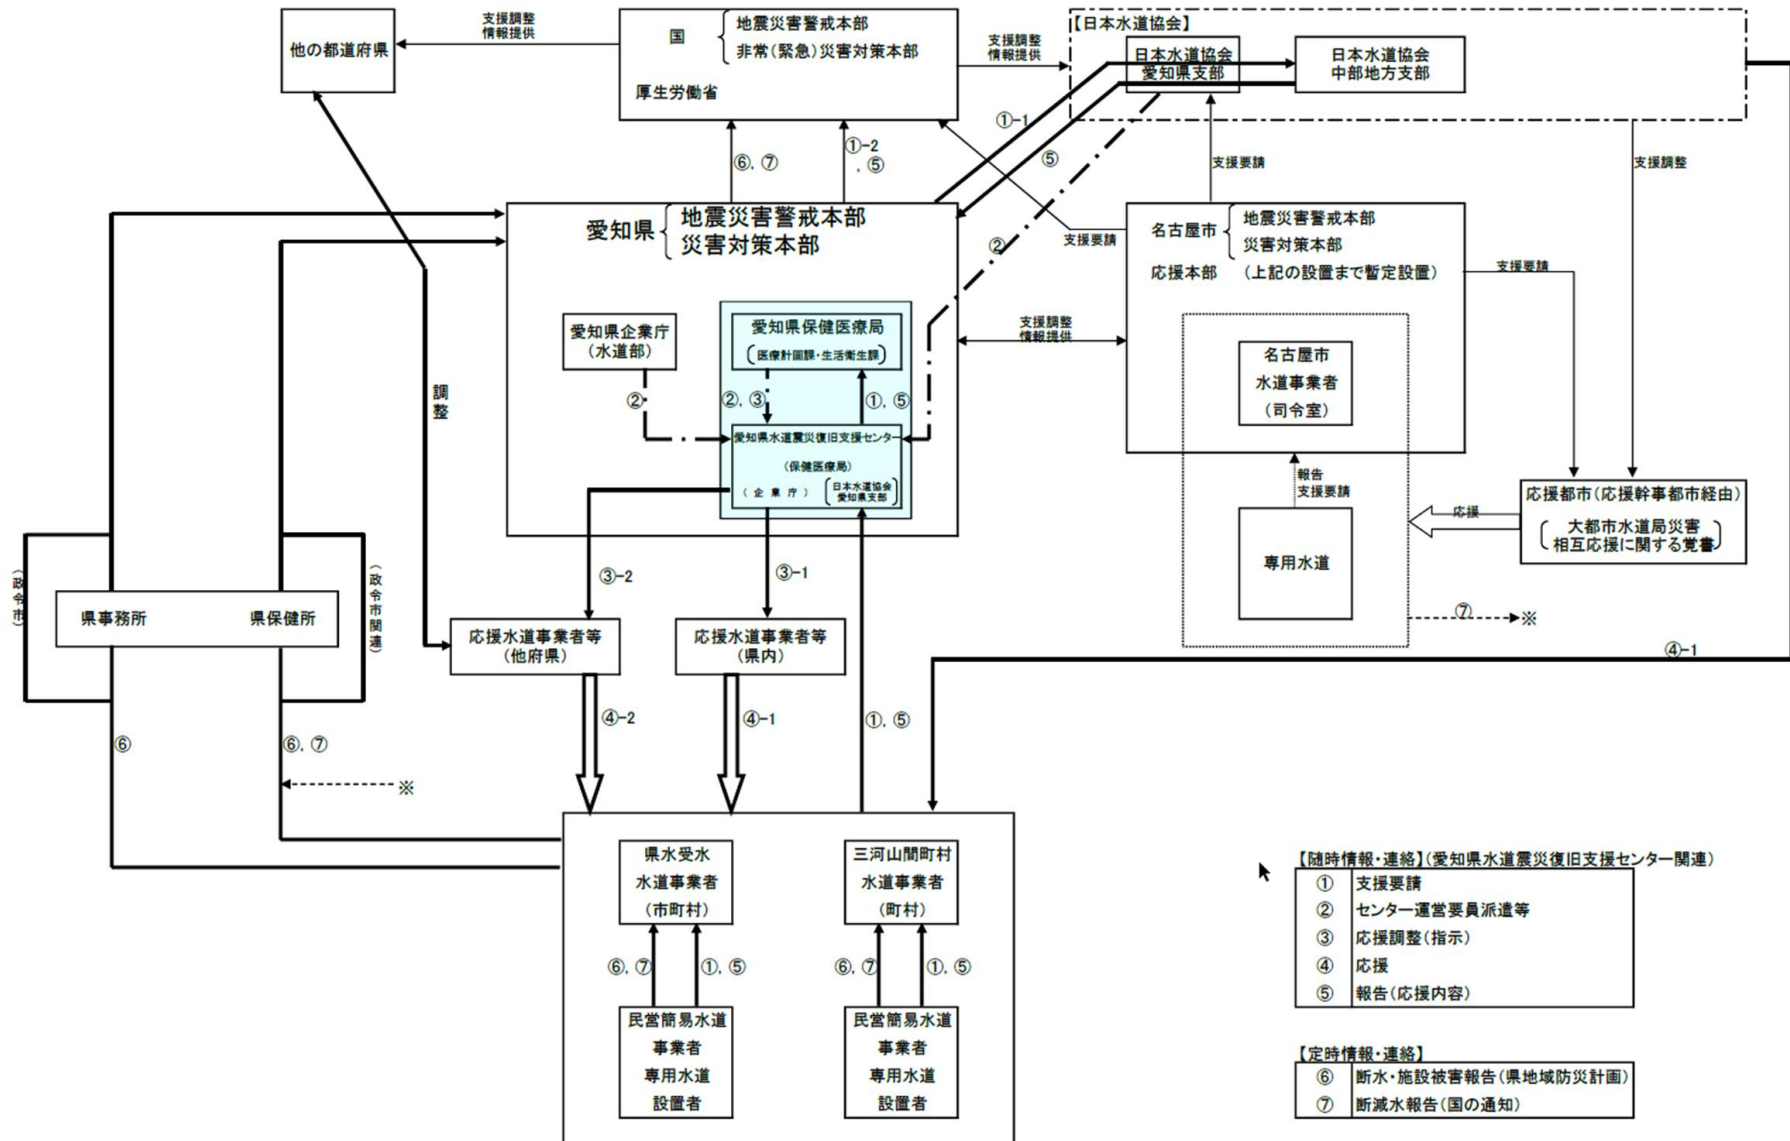 他の都道府県
支援調整
情報提供
国
地震災害警戒本部
非常(緊急)災害対策本部
厚生労働省
支援調整
情報提供
【日本水道協会】
日本水道協会
愛知県支部
日本水道協会
中部地方支部
⑥, ⑦
①-2
, ⑤
①-1
⑤
②
支援要請
支援要請
支援調整
愛知県
地震災害警戒本部
災害対策本部
名古屋市
地震災害警戒本部
災害対策本部
応援本部 (上記の設置まで暫定設置)
支援要請
支援調整
情報提供
愛知県企業庁
(水道部)
愛知県保健医療局
医療計画課・生活衛生課
②
②, ③
①, ⑤
愛知県水道震災復旧支援センター
(保健医療局)
(企業庁)
日本水道協会
愛知県支部
名古屋市
水道事業者
(司令室)
報告
支援要請
専用水道
応援
応援都市(応援幹事都市経由)
大都市水道局災害
相互応援に関する覚書
⑦
※
調整
(政令市)
(政令市関連)
県事務所
県保健所
③-2
③-1
応援水道事業者等
(他府県)
応援水道事業者等
(県内)
④-1
④-2
④-1
①, ⑤
⑥
⑥, ⑦
※
県水受水
水道事業者
(市町村)
三河山間町村
水道事業者
(町村)
⑥, ⑦
①, ⑤
⑥, ⑦
①, ⑤
民営簡易水道
事業者
専用水道
設置者
民営簡易水道
事業者
専用水道
設置者
【随時情報・連絡】(愛知県水道震災復旧支援センター関連)
① 支援要請
② センター運営要員派遣等
③ 応援調整(指示)
④ 応援
⑤ 報告(応援内容)
【定時情報・連絡】
⑥ 断水・施設被害報告(県地域防災計画)
⑦ 断減水報告(国の通知)